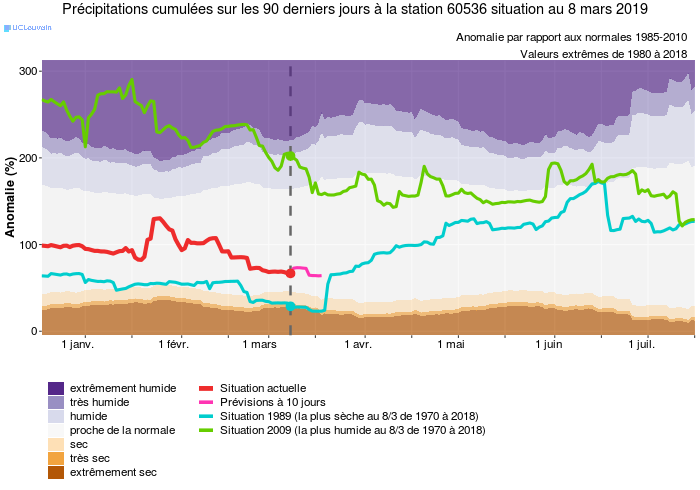 Précipitations cumulées sur les 90 derniers jours à la station 60536 situation au 8 mars 2019
UCLouvain
Anomalie par rapport aux normales 1985-2010
Valeurs extrêmes de 1980 à 2018
Anomalie (%)
300
200
100
0
1 janv.
1 févr.
1 mars
1 avr.
1 mai
1 juin
1 juil.
extrêmement humide
très humide
humide
proche de la normale
sec
très sec
extrêmement sec
Situation actuelle
Prévisions à 10 jours
Situation 1989 (la plus sèche au 8/3 de 1970 à 2018)
Situation 2009 (la plus humide au 8/3 de 1970 à 2018)